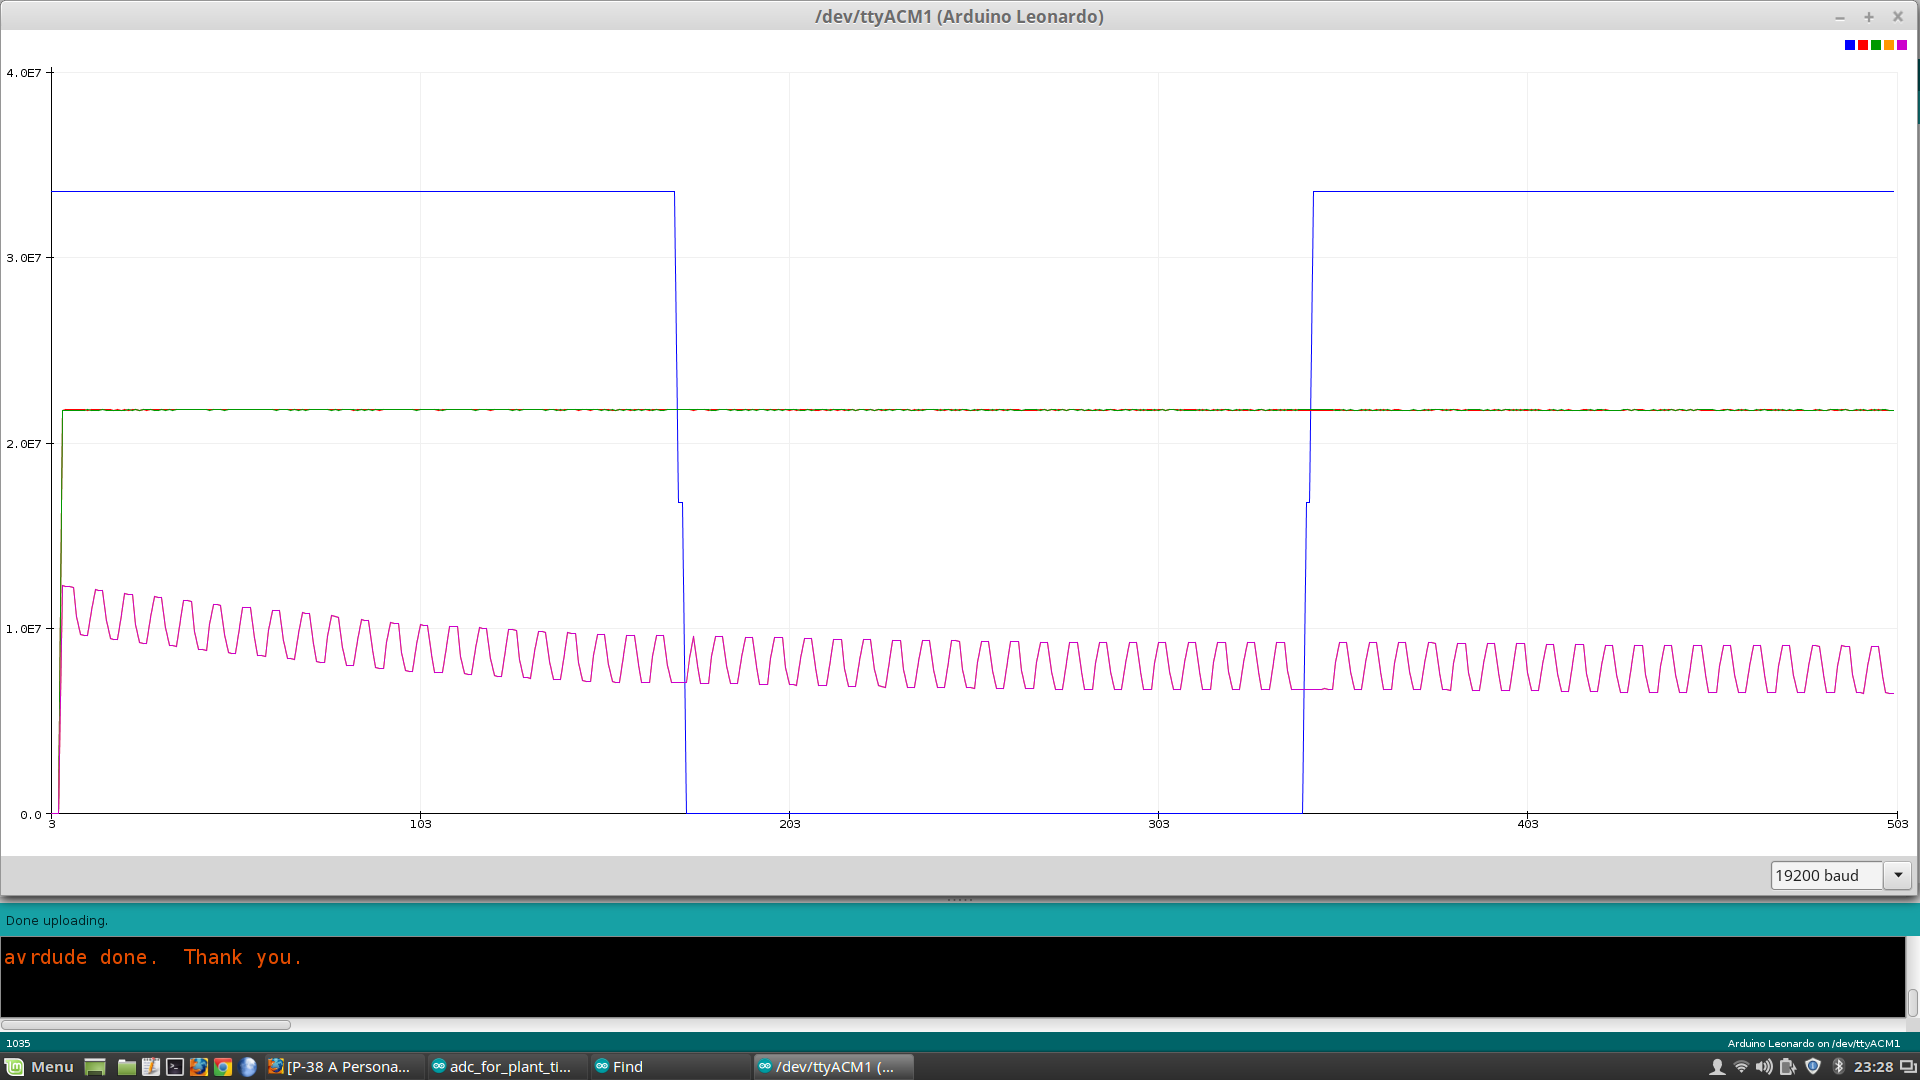 /dev/ttyACM1 (Arduino Leonardo)
4.0E7
3.0E7
2.0E7
1.0E7
0.0
3 103 203 303 403 503
19200 baud
Done uploading.
avrdude done.  Thank you.
1035 Arduino Leonardo on /dev/ttyACM1
Menu [P-38 A Persona... adc_for_plant_ti... Find /dev/ttyACM1 (... 23:28